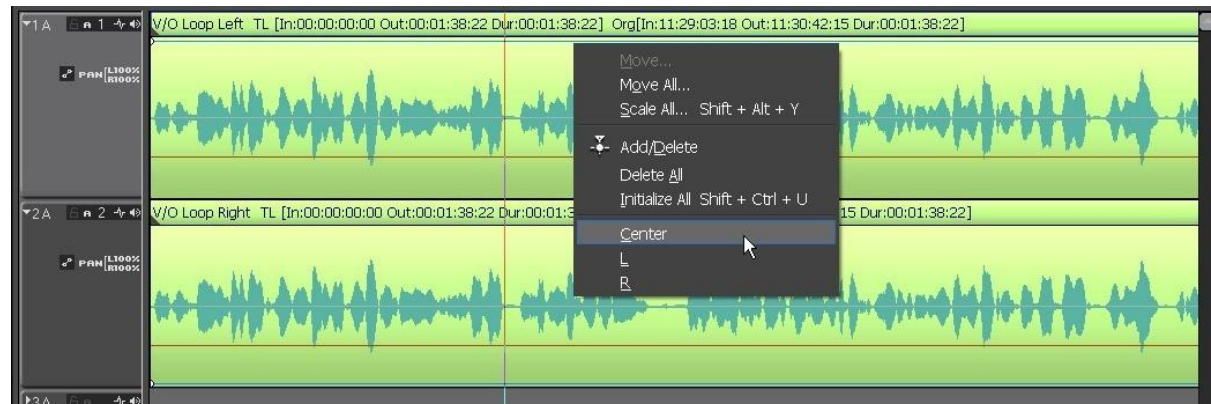 1A A 1 V/O Loop Left TL [In:00:00:00:00 Out:00:01:38:22 Dur:00:01:38:22] Org[In:11:29:03:18 Out:11:30:42:15 Dur:00:01:38:22]
PAN L100% R100%
Move...
Move All...
Scale All... Shift + Alt + Y
Add/Delete
Delete All
Initialize All Shift + Ctrl + U
2A A 2 V/O Loop Right TL [In:00:00:00:00 Out:00:01:38:22 Dur:00:01:3 15 Dur:00:01:38:22]
Center
PAN L100% R100%
L
R
3A